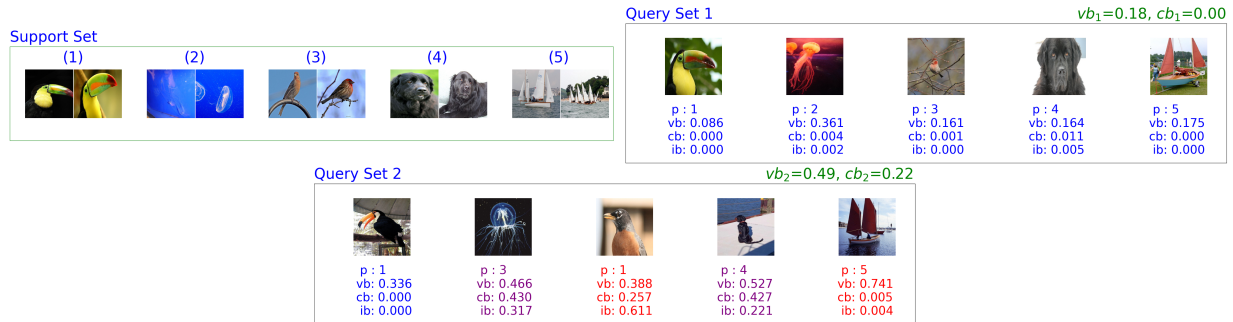 Support Set
(1) (2) (3) (4) (5)
Query Set 1 vb1=0.18, cb1=0.00
p : 1 p : 2 p : 3 p : 4 p : 5
vb: 0.086 vb: 0.361 vb: 0.161 vb: 0.164 vb: 0.175
cb: 0.000 cb: 0.004 cb: 0.001 cb: 0.011 cb: 0.000
ib: 0.000 ib: 0.002 ib: 0.000 ib: 0.005 ib: 0.000
Query Set 2 vb2=0.49, cb2=0.22
p : 1 p : 3 p : 1 p : 4 p : 5
vb: 0.336 vb: 0.466 vb: 0.388 vb: 0.527 vb: 0.741
cb: 0.000 cb: 0.430 cb: 0.257 cb: 0.427 cb: 0.005
ib: 0.000 ib: 0.317 ib: 0.611 ib: 0.221 ib: 0.004